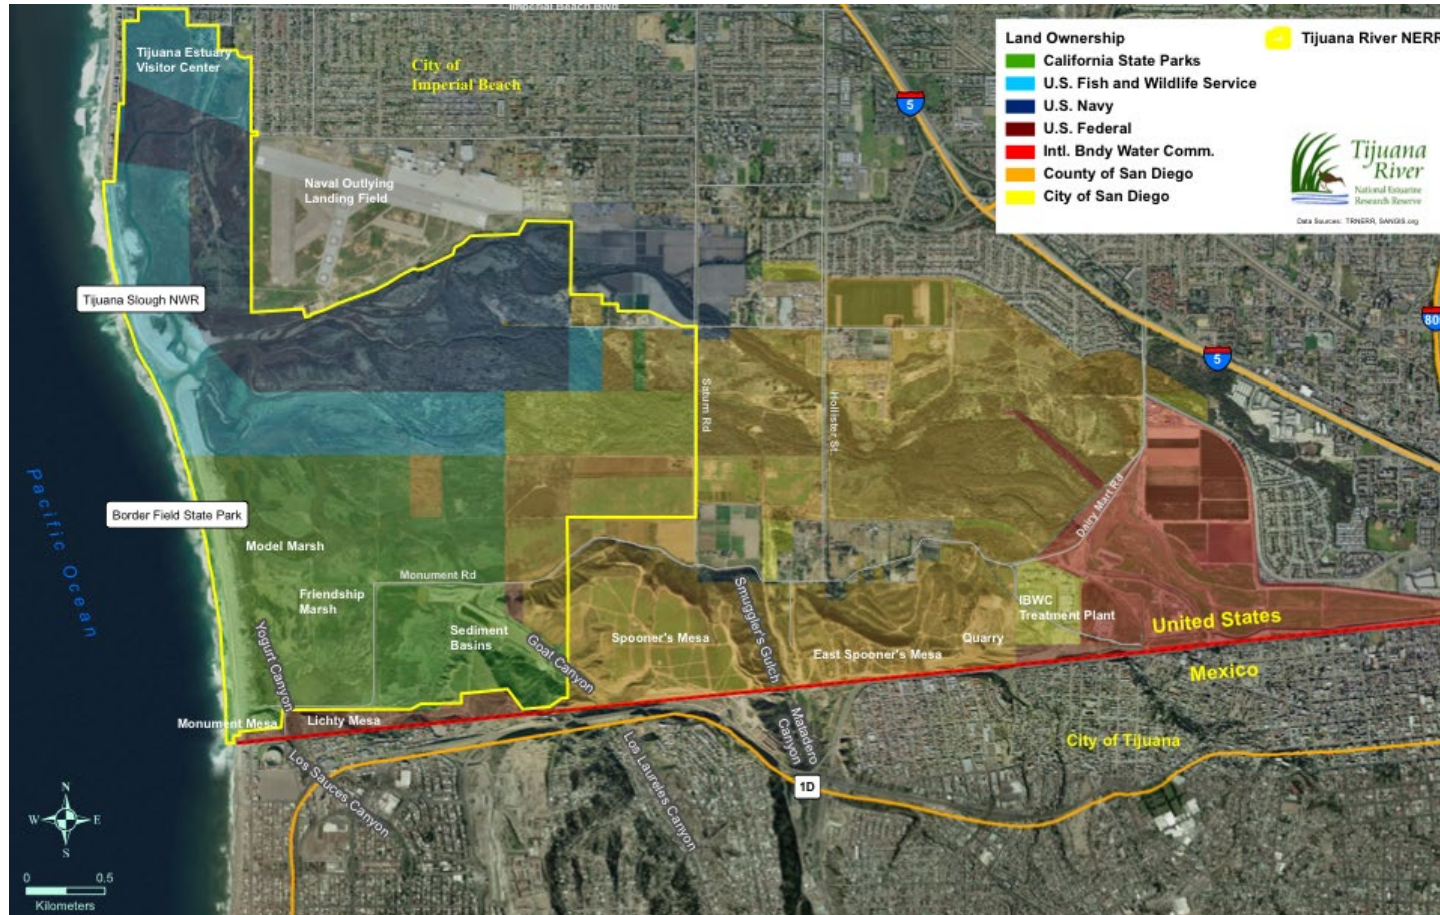 Imperial Beach Blvd
Tijuana Estuary
Visitor Center
City of
Imperial Beach
5
Land Ownership
California State Parks
U.S. Fish and Wildlife Service
U.S. Navy
U.S. Federal
Intl. Bndy Water Comm.
County of San Diego
City of San Diego
Tijuana River NERR
Tijuana
River
National Estuarine
Research Reserve
Data Sources: TRNERR, SANGIS.org
Naval Outlying
Landing Field
Tijuana Slough NWR
80
5
Saturn Rd
Hollister St.
Pacific Ocean
Border Field State Park
Model Marsh
Dairy Mart Rd
Monument Rd
Friendship
Marsh
Sediment
Basins
Yogurt Canyon
Goat Canyon
Spooner's Mesa
Smuggler's Gulch
East Spooner's Mesa
Quarry
IBWC
Treatment Plant
United States
Mexico
Monument Mesa
Lichty Mesa
Los Sauces Canyon
Los Laureles Canyon
Matadero
Canyon
City of Tijuana
1D
N
W
E
S
0
0.5
Kilometers